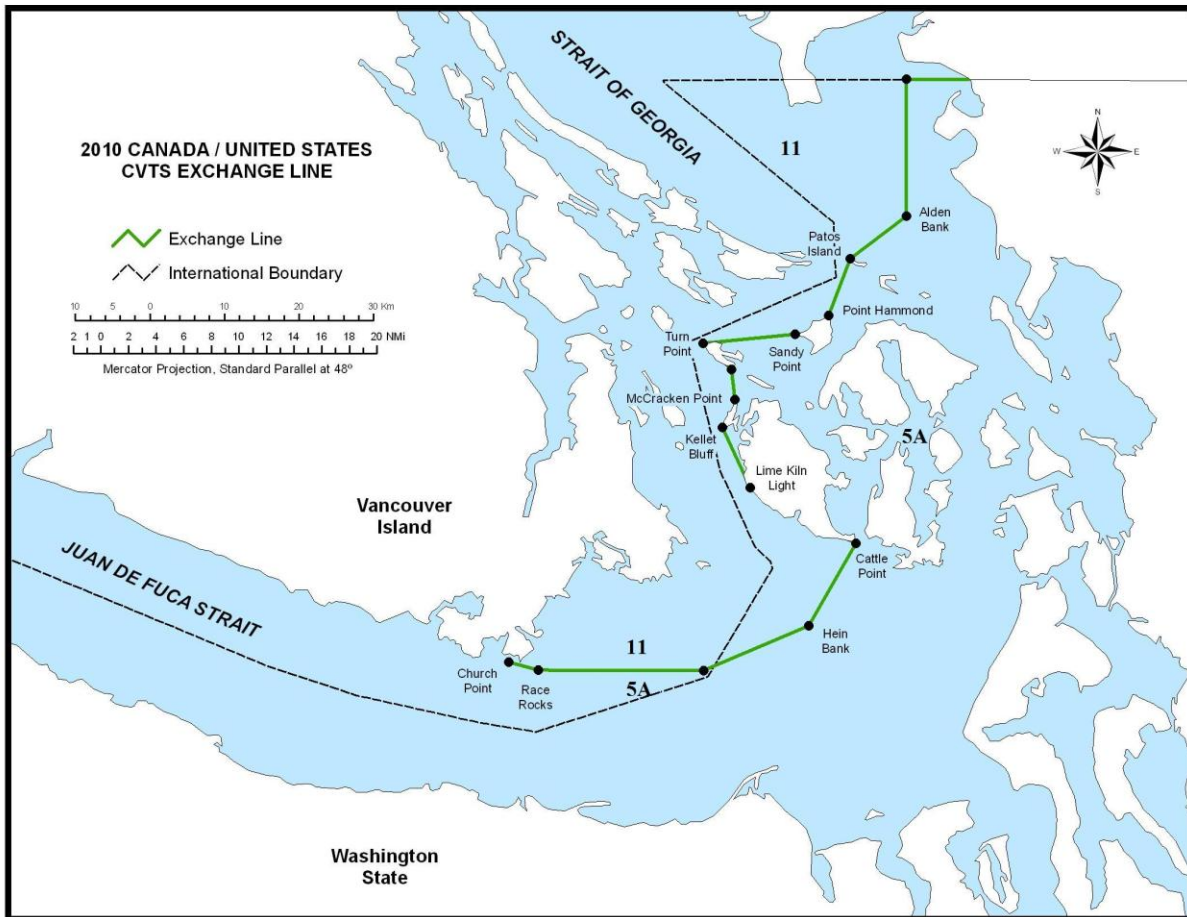 STRAIT OF GEORGIA
2010 CANADA / UNITED STATES
CVTS EXCHANGE LINE
Exchange Line
International Boundary
10 5 0 10 20 30 Km
2 1 0 2 4 6 8 10 12 14 16 18 20 NMi
Mercator Projection, Standard Parallel at 48º
11
N
W
E
S
Alden
Bank
Patos
Island
Point Hammond
Turn
Point
Sandy
Point
McCracken Point
Kellet
Bluff
5A
Lime Kiln
Light
Vancouver
Island
JUAN DE FUCA STRAIT
Cattle
Point
Hein
Bank
11
5A
Church
Point
Race
Rocks
Washington
State